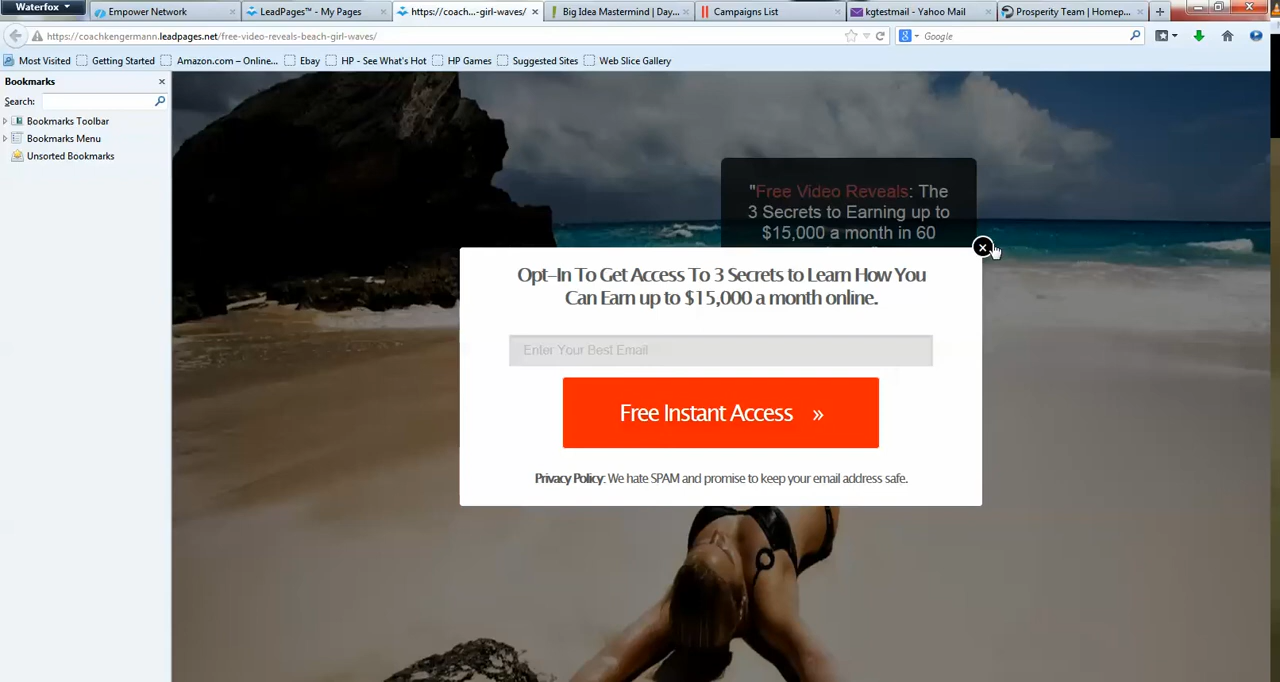 Waterfox
Empower Network
LeadPages™ - My Pages
https://coach...-girl-waves/
Big Idea Mastermind | Day...
Campaigns List
kgtestmail - Yahoo Mail
Prosperity Team | Homep...
https://coachkengermann.leadpages.net/free-video-reveals-beach-girl-waves/
Google
Most Visited
Getting Started
Amazon.com – Online...
Ebay
HP - See What's Hot
HP Games
Suggested Sites
Web Slice Gallery
Bookmarks
Search:
Bookmarks Toolbar
Bookmarks Menu
Unsorted Bookmarks
"Free Video Reveals: The
3 Secrets to Earning up to
$15,000 a month in 60
Opt-In To Get Access To 3 Secrets to Learn How You
Can Earn up to $15,000 a month online.
Enter Your Best Email
Free Instant Access »
Privacy Policy: We hate SPAM and promise to keep your email address safe.